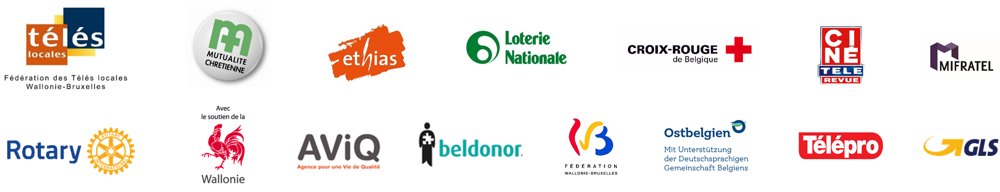 télés
locales
Fédération des Télés locales
Wallonie-Bruxelles
MUTUALITE
CHRETIENNE
ethias
Loterie
Nationale
CROIX-ROUGE
de Belgique
CINÉ
TELE
REVUE
MIFRATEL
Rotary
ROTARY
INTERNATIONAL
Avec
le soutien de la
Wallonie
AViQ
Agence pour une Vie de Qualité
beldonor.
FÉDÉRATION
WALLONIE-BRUXELLES
Ostbelgien
Mit Unterstützung
der Deutschsprachigen
Gemeinschaft Belgiens
Télépro
GLS